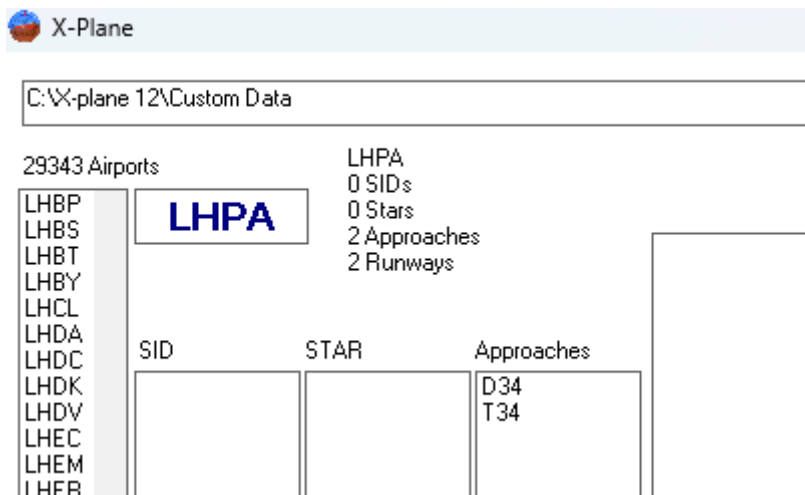 X-Plane
C:\X-plane 12\Custom Data
29343 Airports
LHBP
LHBS
LHBT
LHBY
LHCL
LHDA
LHDC
LHDK
LHDV
LHEC
LHEM
LHPA
LHPA
0 SIDs
0 Stars
2 Approaches
2 Runways
SID
STAR
Approaches
D34
T34